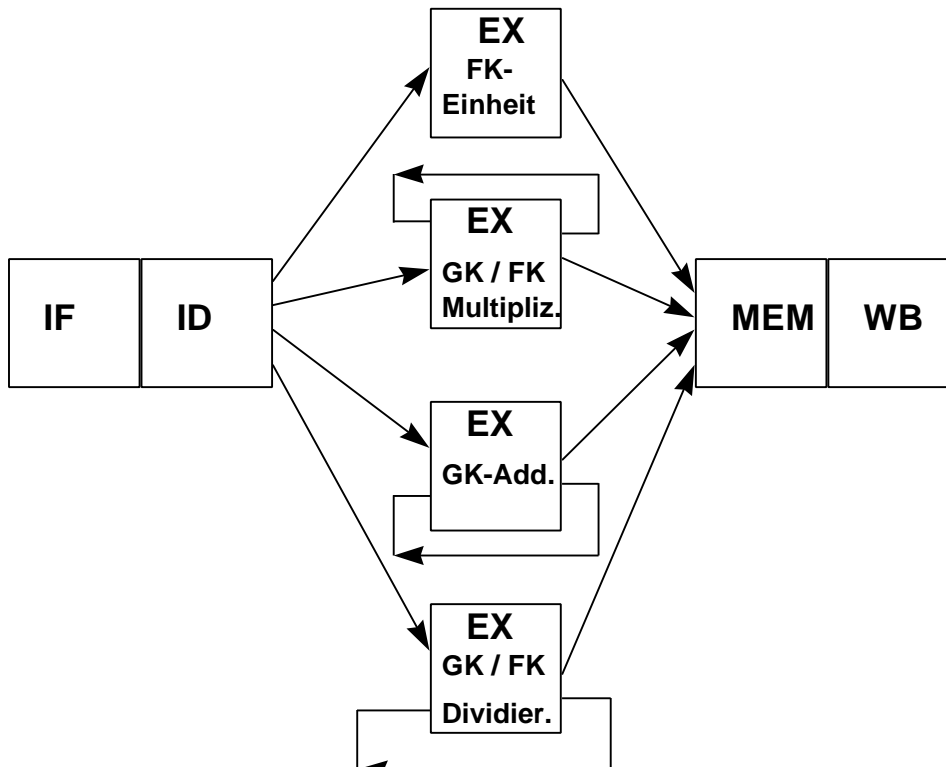 EX
FK-
Einheit
EX
GK / FK
Multipliz.
IF
ID
MEM
WB
EX
GK-Add.
EX
GK / FK
Dividier.